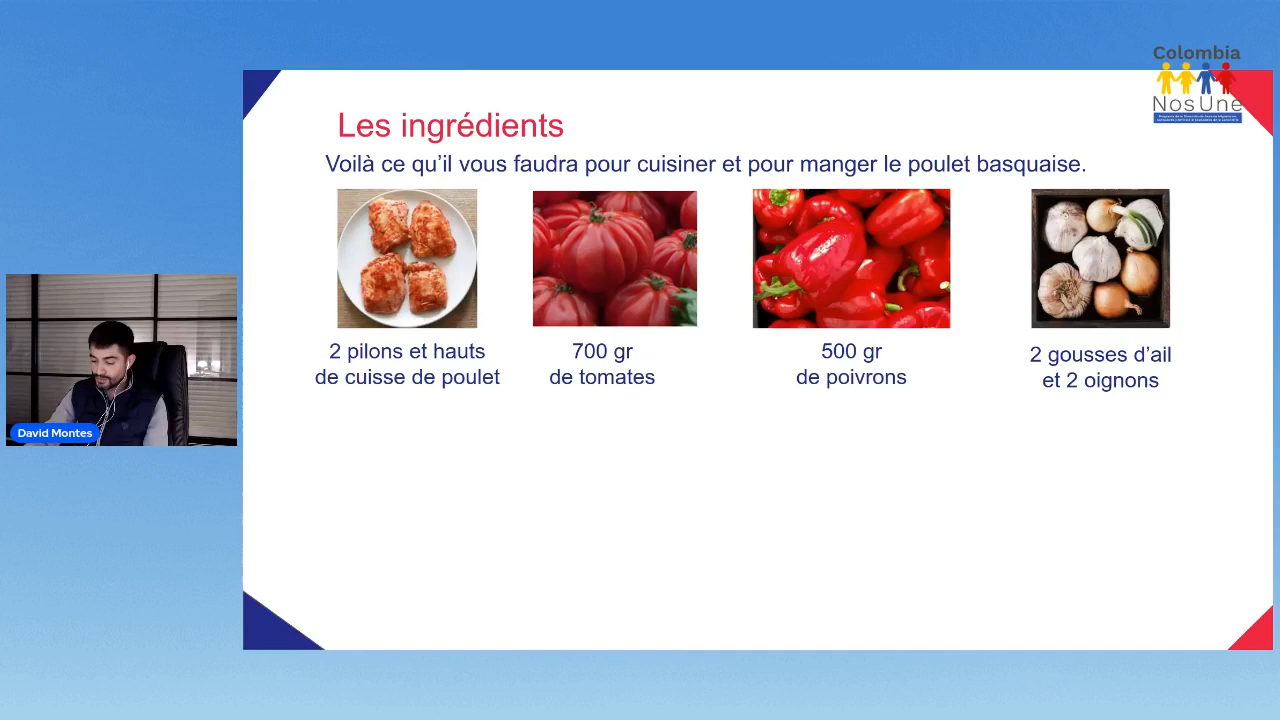 Colombia
NosUne
Les ingrédients
Voilà ce qu'il vous faudra pour cuisiner et pour manger le poulet basquaise.
2 pilons et hauts
de cuisse de poulet
700 gr
de tomates
500 gr
de poivrons
2 gousses d'ail
et 2 oignons
David Montes